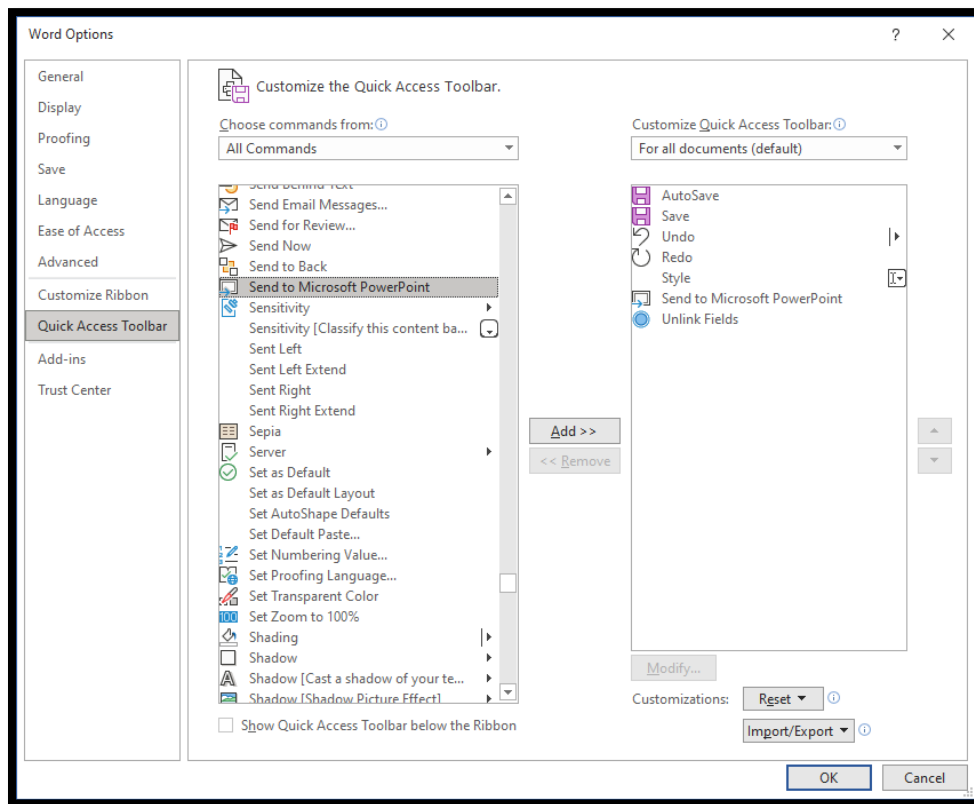 Word Options
?
General
Display
Proofing
Save
Language
Ease of Access
Advanced
Customize Ribbon
Quick Access Toolbar
Add-ins
Trust Center
Customize the Quick Access Toolbar.
Choose commands from:
All Commands
Send Behind Text
Send Email Messages...
Send for Review...
Send Now
Send to Back
Send to Microsoft PowerPoint
Sensitivity
Sensitivity [Classify this content ba...
Sent Left
Sent Left Extend
Sent Right
Sent Right Extend
Sepia
Server
Set as Default
Set as Default Layout
Set AutoShape Defaults
Set Default Paste...
Set Numbering Value...
Set Proofing Language...
Set Transparent Color
100 Set Zoom to 100%
Shading
Shadow
Shadow [Cast a shadow of your te...
Shadow [Shadow Picture Effect]
Show Quick Access Toolbar below the Ribbon
Add >>
<< Remove
Customize Quick Access Toolbar:
For all documents (default)
AutoSave
Save
Undo
Redo
Style
Send to Microsoft PowerPoint
Unlink Fields
Modify...
Customizations:
Reset
Import/Export
OK
Cancel